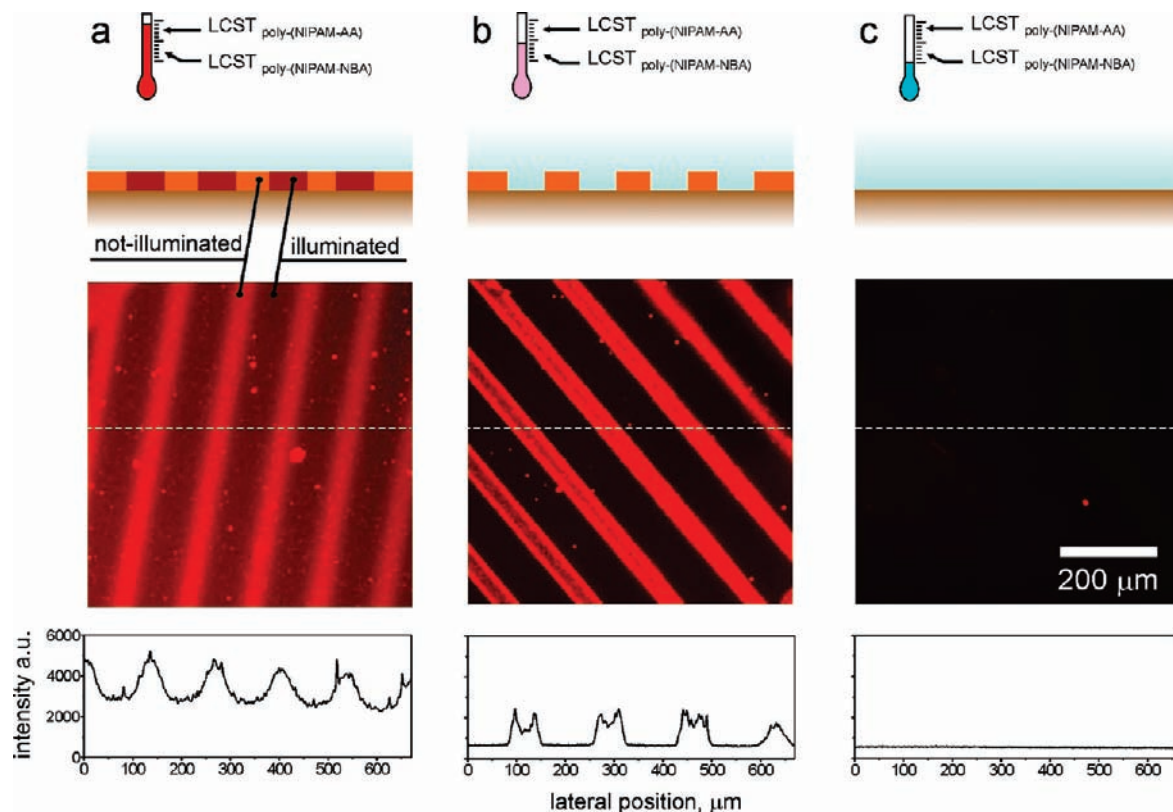 a
LCST poly-(NIPAM-AA)
LCST poly-(NIPAM-NBA)
b
LCST poly-(NIPAM-AA)
LCST poly-(NIPAM-NBA)
c
LCST poly-(NIPAM-AA)
LCST poly-(NIPAM-NBA)
not-illuminated
illuminated
200 μm
intensity a.u.
6000
4000
2000
0
0 100 200 300 400 500 600
0 100 200 300 400 500 600
0 100 200 300 400 500 600
lateral position, μm